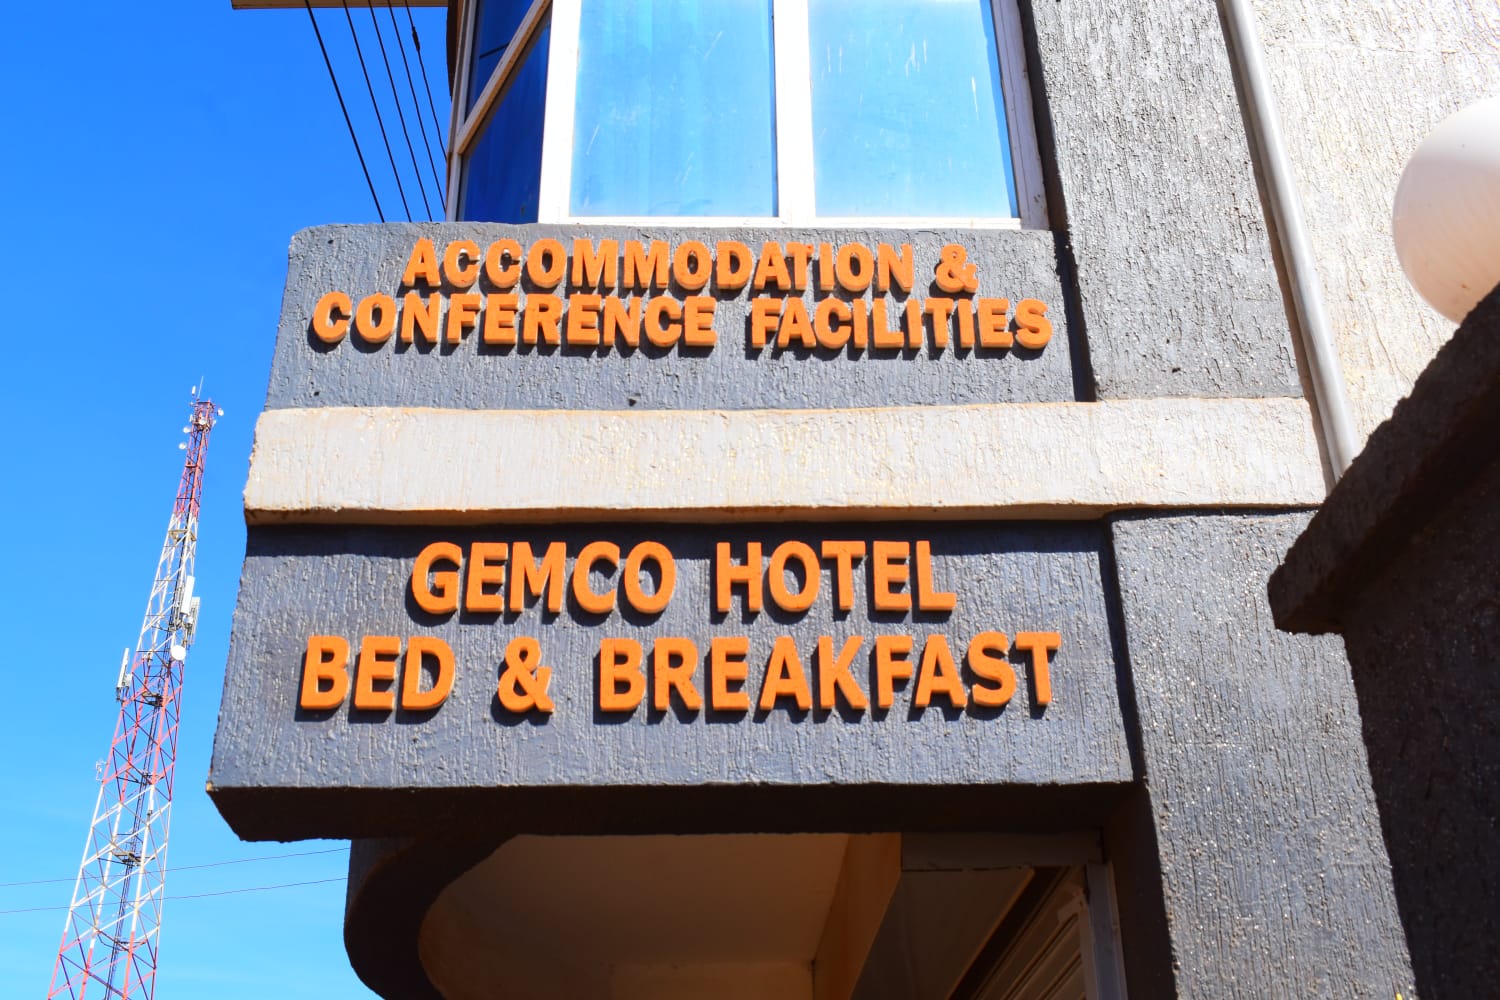 ACCOMMODATION &
CONFERENCE FACILITIES
GEMCO HOTEL
BED & BREAKFAST